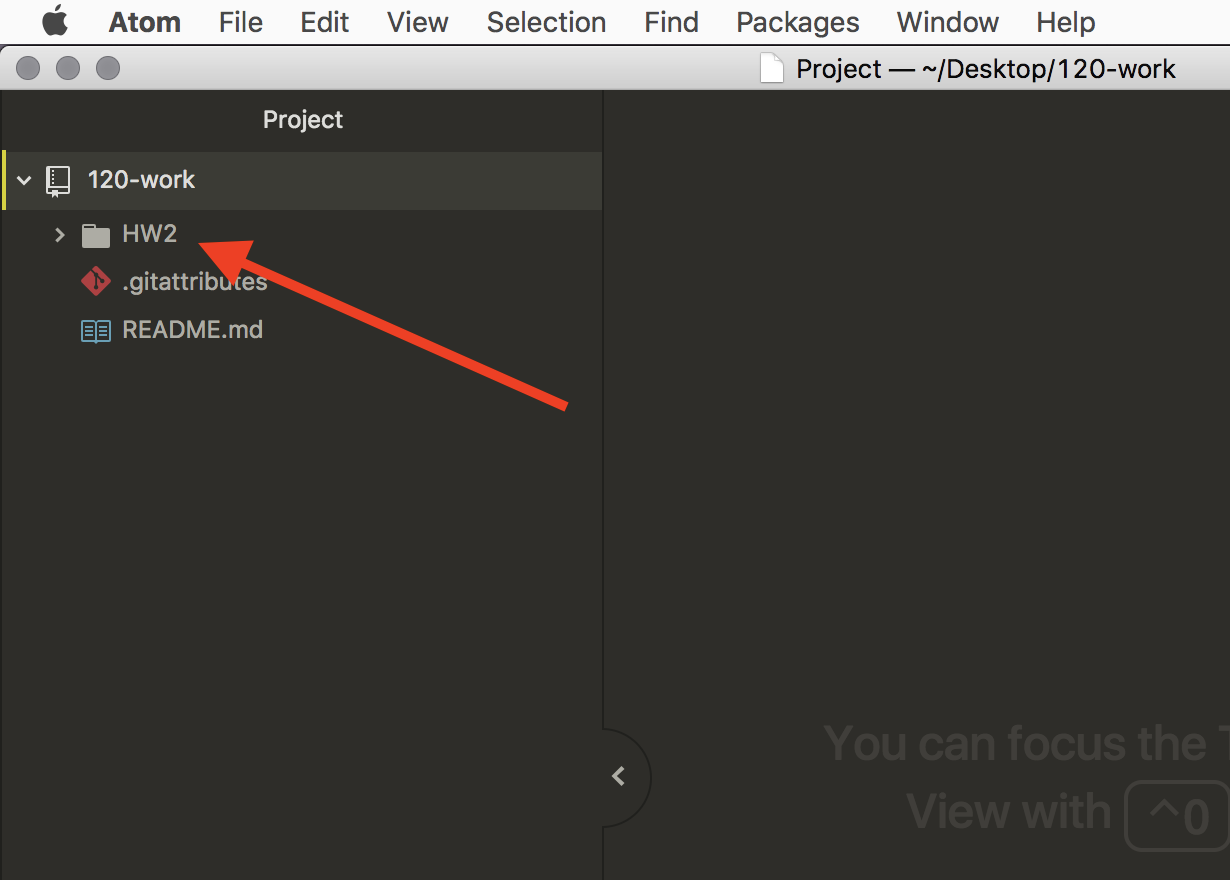 Atom File Edit View Selection Find Packages Window Help
Project — ~/Desktop/120-work
Project
120-work
HW2
.gitattributes
README.md
You can focus the
View with ^0